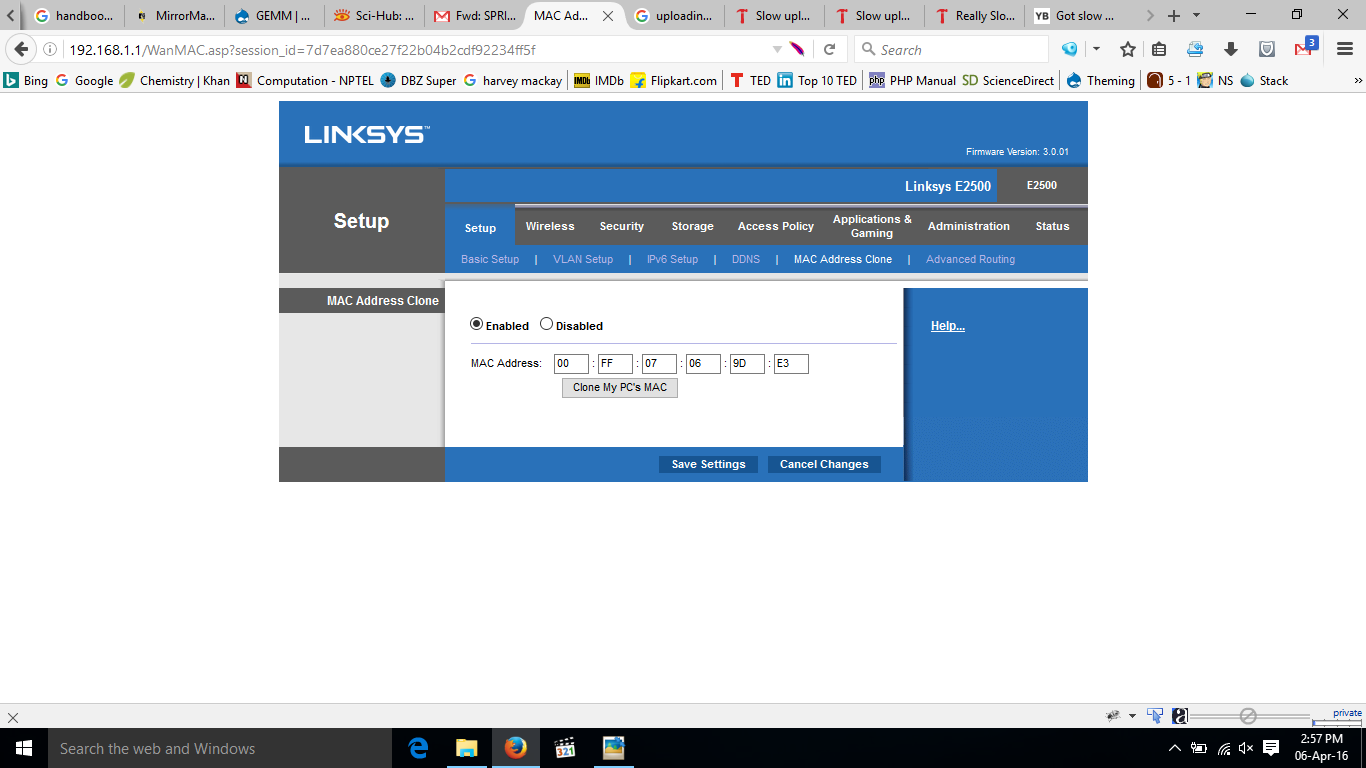 handboo...
MirrorMa...
GEMM | ...
Sci-Hub: ...
Fwd: SPRI...
MAC Ad...
uploadin...
Slow upl...
Slow upl...
Really Slo...
YB Got slow ...
192.168.1.1/WanMAC.asp?session_id=7d7ea880ce27f22b04b2cdf92234ff5f
Search
3
Bing Google Chemistry | Khan Computation - NPTEL DBZ Super harvey mackay IMDb IMDb Flipkart.com TED Top 10 TED php PHP Manual SD ScienceDirect Theming 5 - 1 NS Stack »
LINKSYS™
Firmware Version: 3.0.01
Linksys E2500 E2500
Setup
Setup Wireless Security Storage Access Policy Applications & Gaming Administration Status
Basic Setup | VLAN Setup | IPv6 Setup | DDNS | MAC Address Clone | Advanced Routing
MAC Address Clone
Enabled Disabled
Help...
MAC Address: 00 : FF : 07 : 06 : 9D : E3
Clone My PC's MAC
Save Settings Cancel Changes
a
private
Search the web and Windows
321
2:57 PM
06-Apr-16